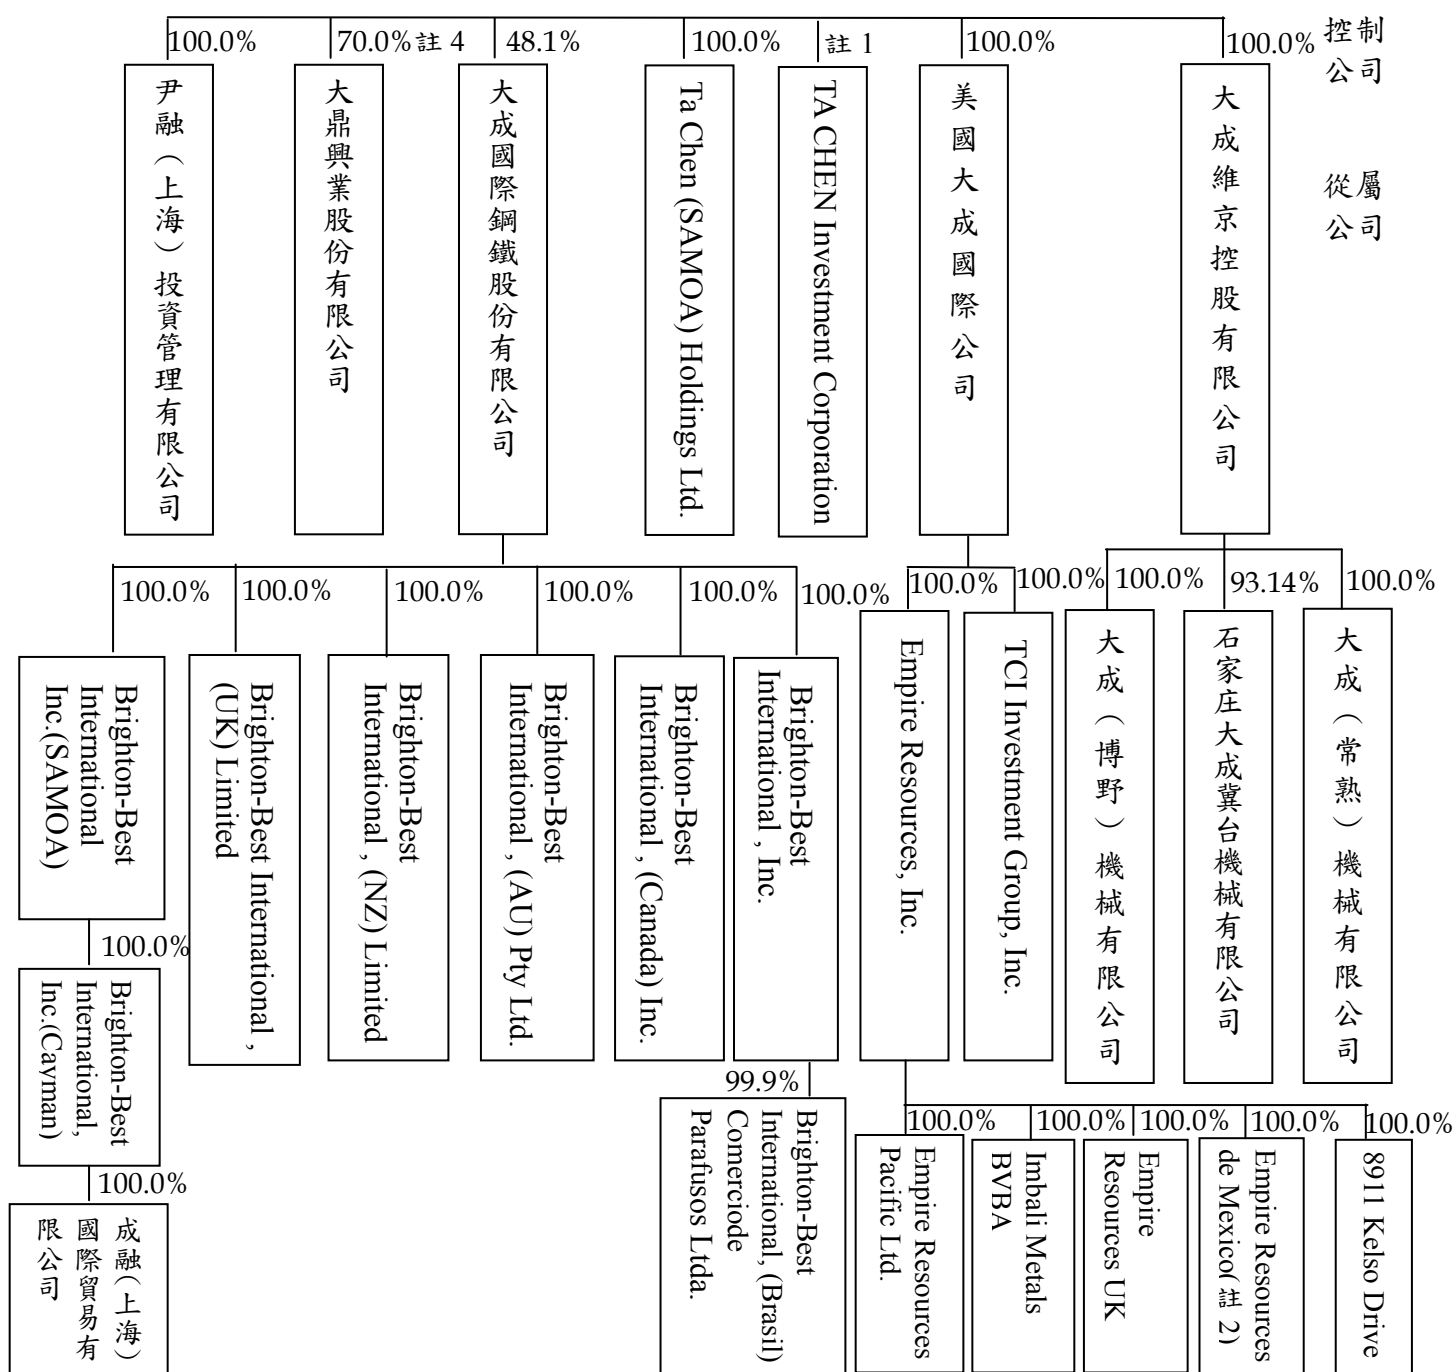 100.0%
70.0%註 4
48.1%
100.0%
註 1
100.0%
100.0%
控制
公司
從屬
公司
尹融（上海）投資管理有限公司
大鼎興業股份有限公司
大成國際鋼鐵股份有限公司
Ta Chen (SAMOA) Holdings Ltd.
TA CHEN Investment Corporation
美國大成國際公司
大成維京控股有限公司
100.0%
100.0%
100.0%
100.0%
100.0%
100.0%
100.0%
100.0%
100.0%
93.14%
100.0%
Brighton-Best
International
Inc.(SAMOA)
Brighton-Best International ,
(UK) Limited
Brighton-Best
International , (NZ) Limited
Brighton-Best
International , (AU) Pty Ltd.
Brighton-Best
International , (Canada) Inc.
Brighton-Best
International , Inc.
Empire Resources, Inc.
TCI Investment Group, Inc.
大成（博野）機械有限公司
石家庄大成冀台機械有限公司
大成（常熟）機械有限公司
100.0%
Brighton-Best
International,
Inc.(Cayman)
100.0%
成融(上海)
國際貿易有
限公司
99.9%
Brighton-Best
International, (Brasil)
Comerciode
Parafusos Ltda.
100.0%
100.0%
100.0%
100.0%
100.0%
Empire Resources
Pacific Ltd.
Imbali Metals
BVBA
Empire
Resources UK
Empire Resources
de Mexico(註 2)
8911 Kelso Drive